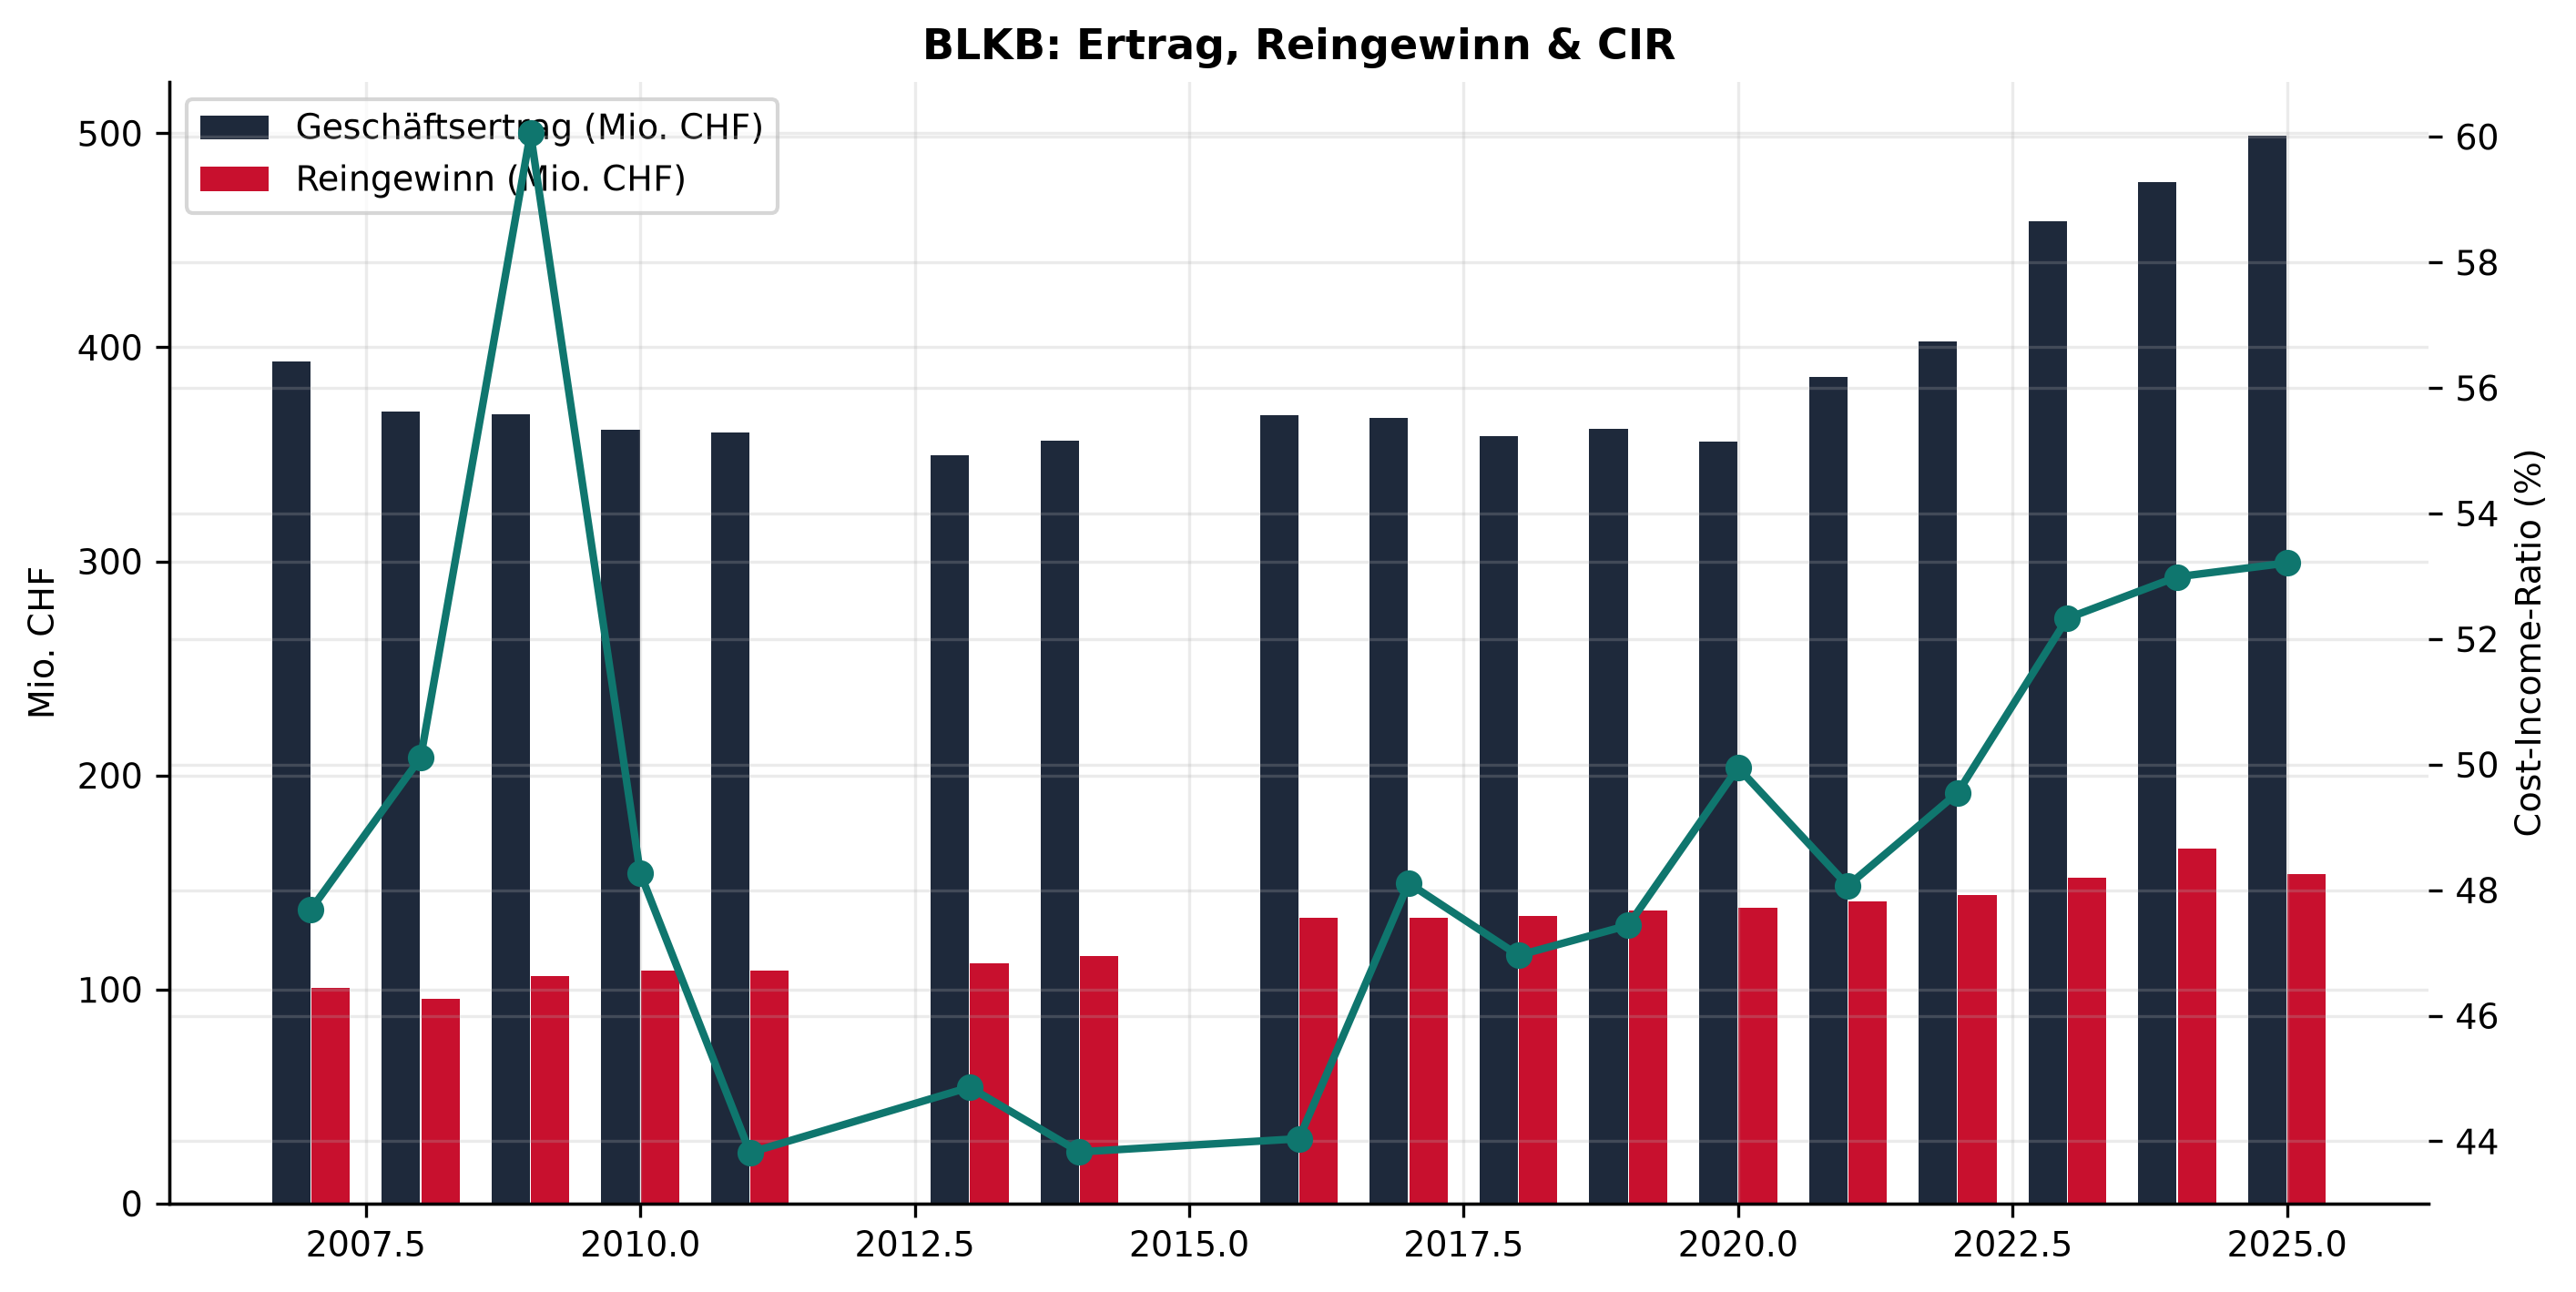 BLKB: Ertrag, Reingewinn & CIR
Geschäftsertrag (Mio. CHF)
Reingewinn (Mio. CHF)
Mio. CHF
500
400
300
200
100
0
60
58
56
54
52
50
48
46
44
Cost-Income-Ratio (%)
2007.5 2010.0 2012.5 2015.0 2017.5 2020.0 2022.5 2025.0